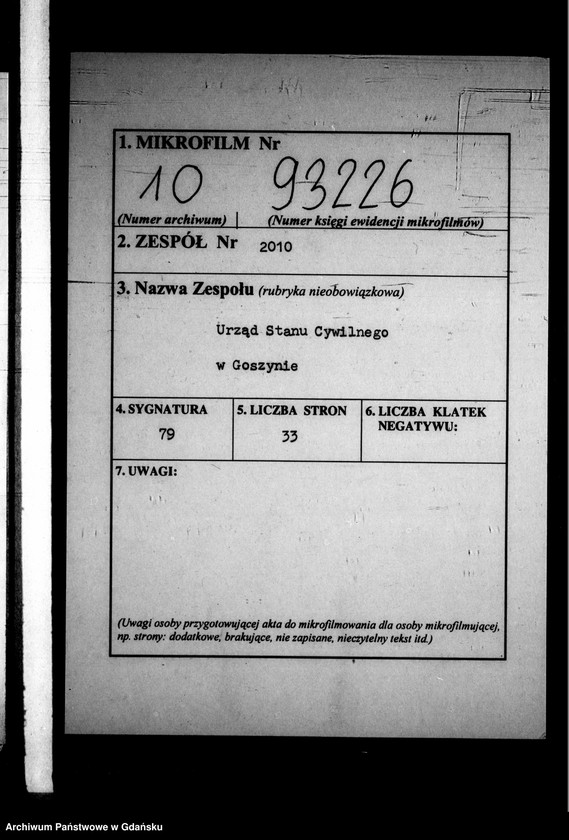 1. MIKROFILM Nr
10 93226
(Numer archiwum) (Numer księgi ewidencji mikrofilmów)
2. ZESPÓŁ Nr 2010
3. Nazwa Zespołu (rubryka nieobowiązkowa)
Urząd Stanu Cywilnego
w Goszynie
4. SYGNATURA 5. LICZBA STRON 6. LICZBA KLATEK
NEGATYWU:
79 33
7. UWAGI:
(Uwagi osoby przygotowującej akta do mikrofilmowania dla osoby mikrofilmującej,
np. strony: dodatkowe, brakujące, nie zapisane, nieczytelny tekst itd.)
Archiwum Państwowe w Gdańsku